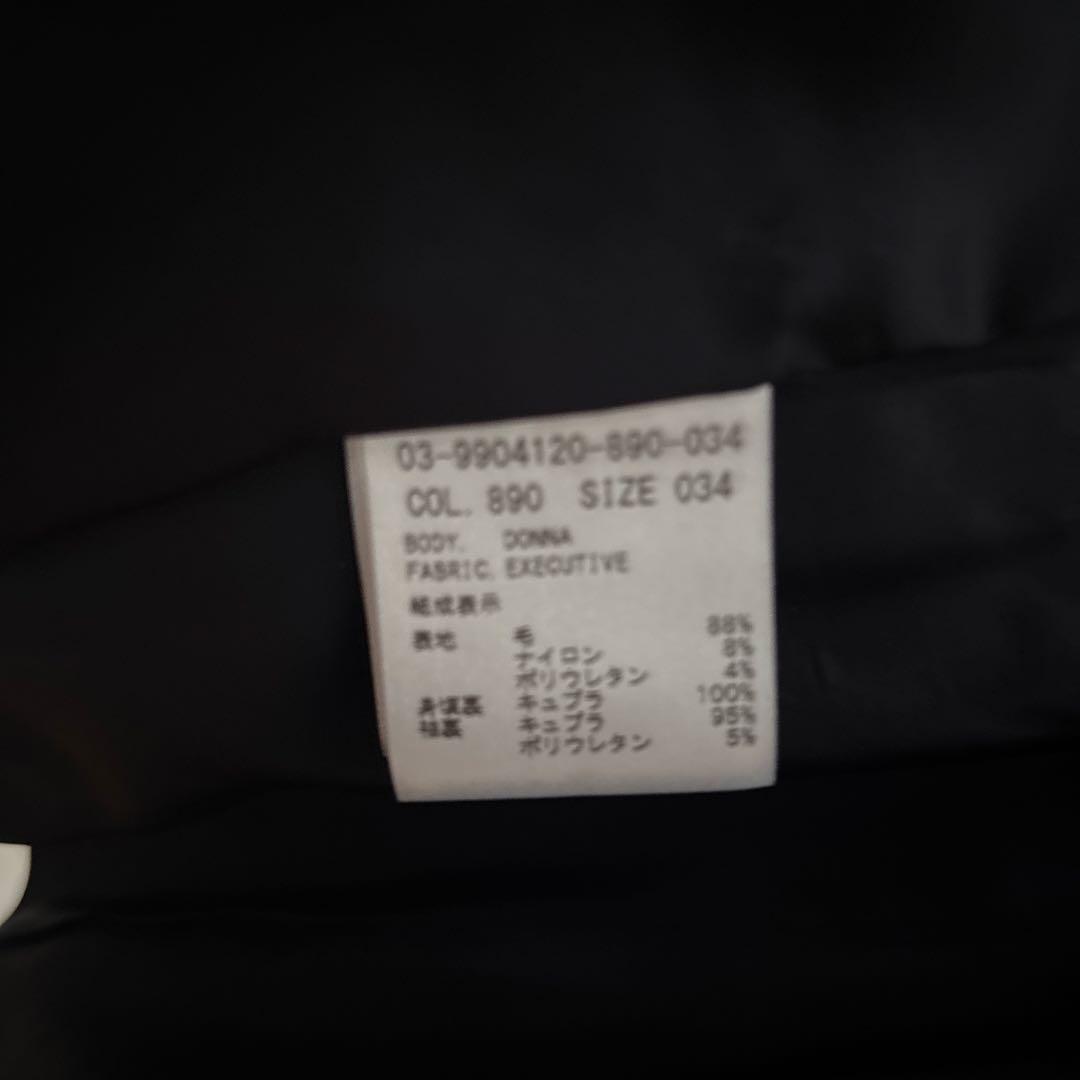 03-9904120-890-034
COL. 890 SIZE 034
BODY. DONNA
FABRIC. EXECUTIVE
組成表示
表地 毛 88%
ナイロン 8%
ポリウレタン 4%
身頃裏 キュプラ 100%
袖裏 キュプラ 95%
ポリウレタン 5%